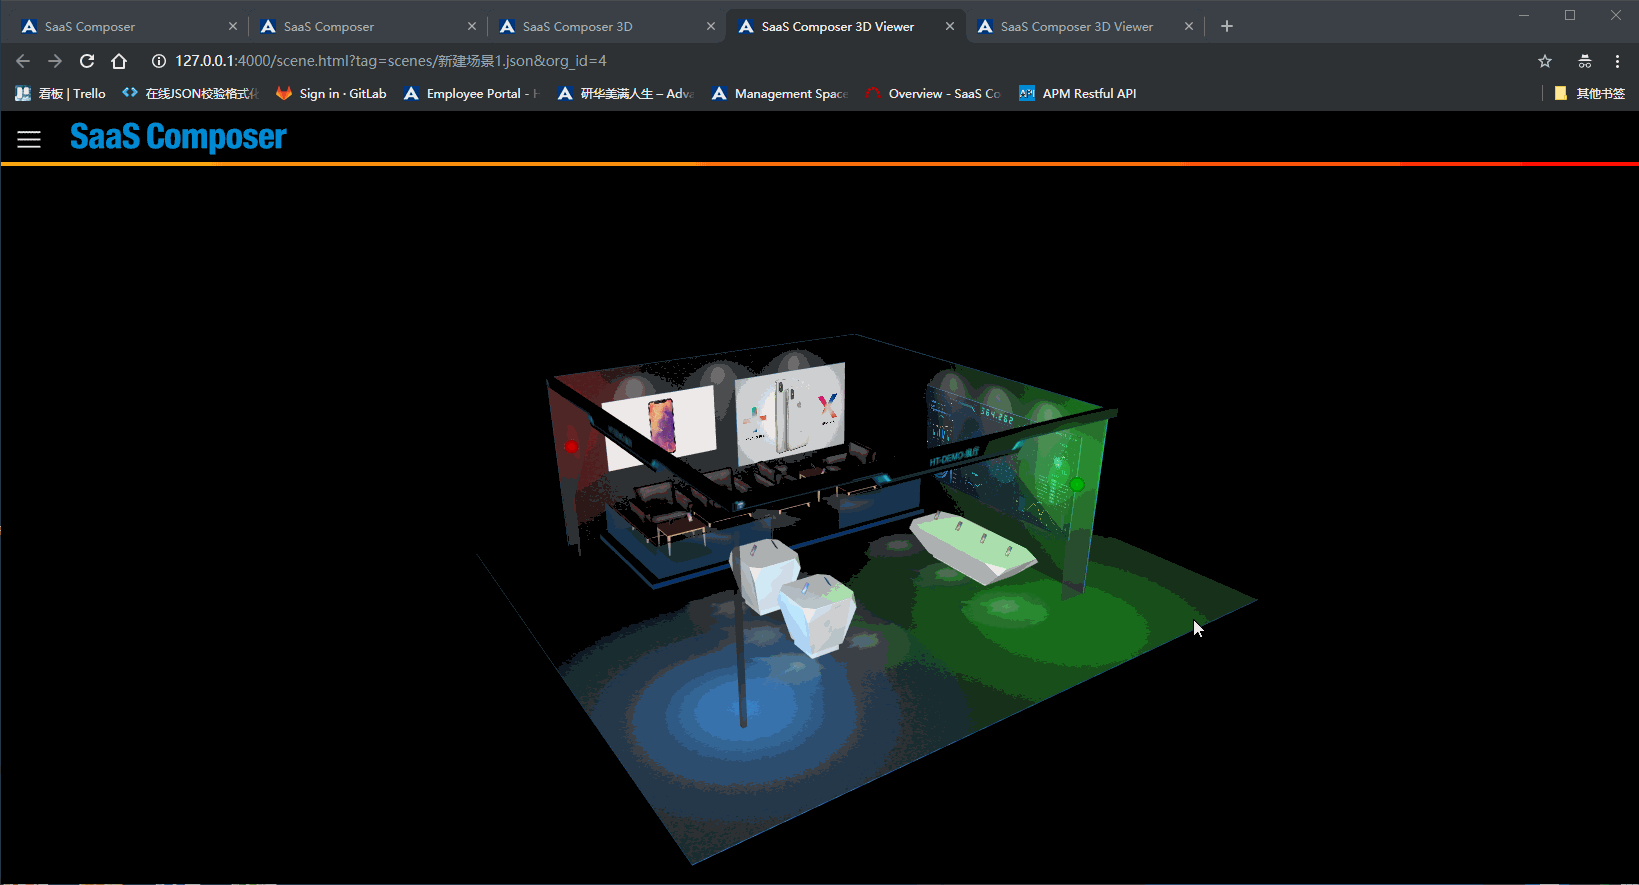 SaaS Composer
SaaS Composer
SaaS Composer 3D
SaaS Composer 3D Viewer
SaaS Composer 3D Viewer
127.0.0.1:4000/scene.html?tag=scenes/新建场景1.json&org_id=4
看板 | Trello
在线JSON校验格式化
Sign in · GitLab
Employee Portal - H
研华美满人生 – Adva
Management Space
Overview - SaaS Co
API
APM Restful API
其他书签
SaaS Composer
364.262
HT-DEMO-展厅